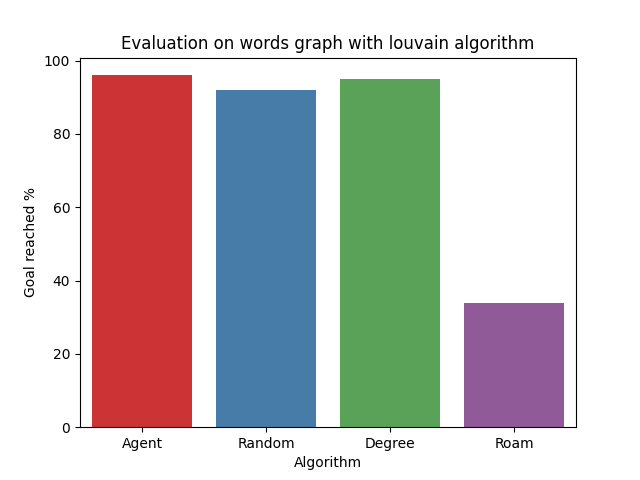 Evaluation on words graph with louvain algorithm
100
80
60
40
20
0
Goal reached %
Agent Random Degree Roam
Algorithm